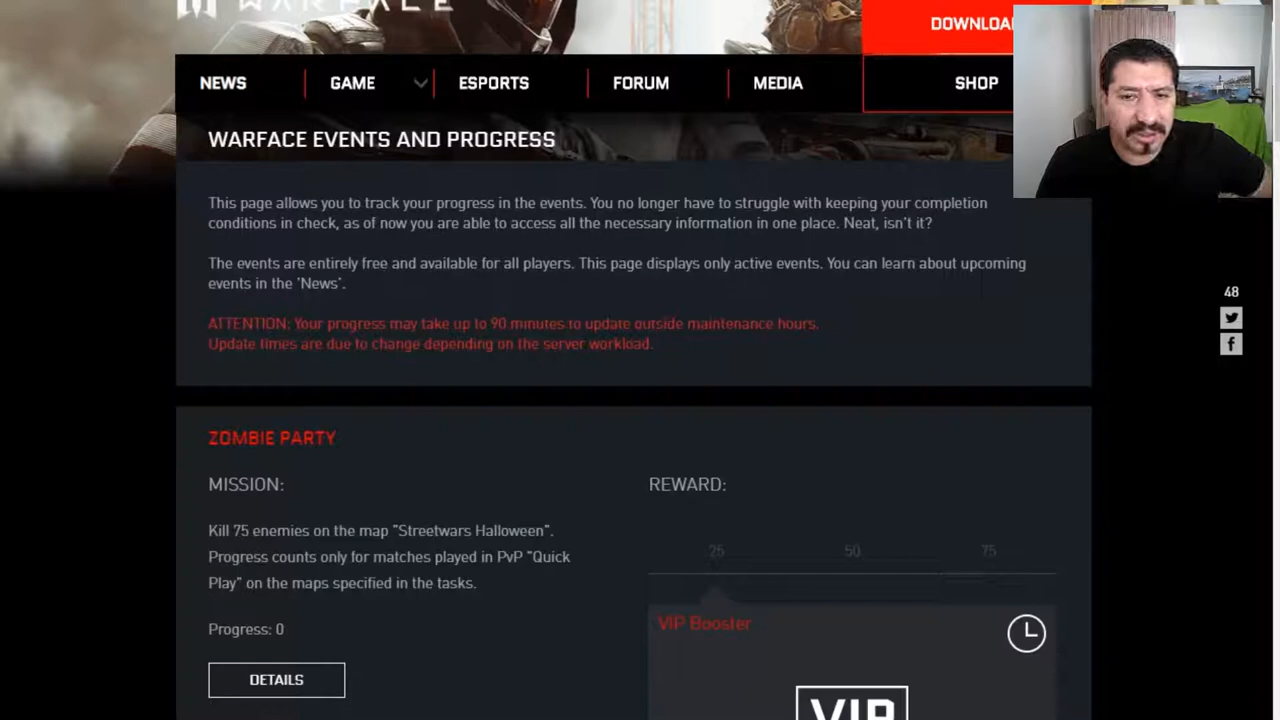 WARFACE
DOWNLOA
NEWS
GAME
ESPORTS
FORUM
MEDIA
SHOP
WARFACE EVENTS AND PROGRESS
This page allows you to track your progress in the events. You no longer have to struggle with keeping your completion
conditions in check, as of now you are able to access all the necessary information in one place. Neat, isn't it?
The events are entirely free and available for all players. This page displays only active events. You can learn about upcoming
events in the 'News'.
ATTENTION: Your progress may take up to 90 minutes to update outside maintenance hours.
Update times are due to change depending on the server workload.
48
ZOMBIE PARTY
MISSION:
Kill 75 enemies on the map "Streetwars Halloween".
Progress counts only for matches played in PvP "Quick
Play" on the maps specified in the tasks.
Progress: 0
DETAILS
REWARD:
25 50 75
VIP Booster
VIP